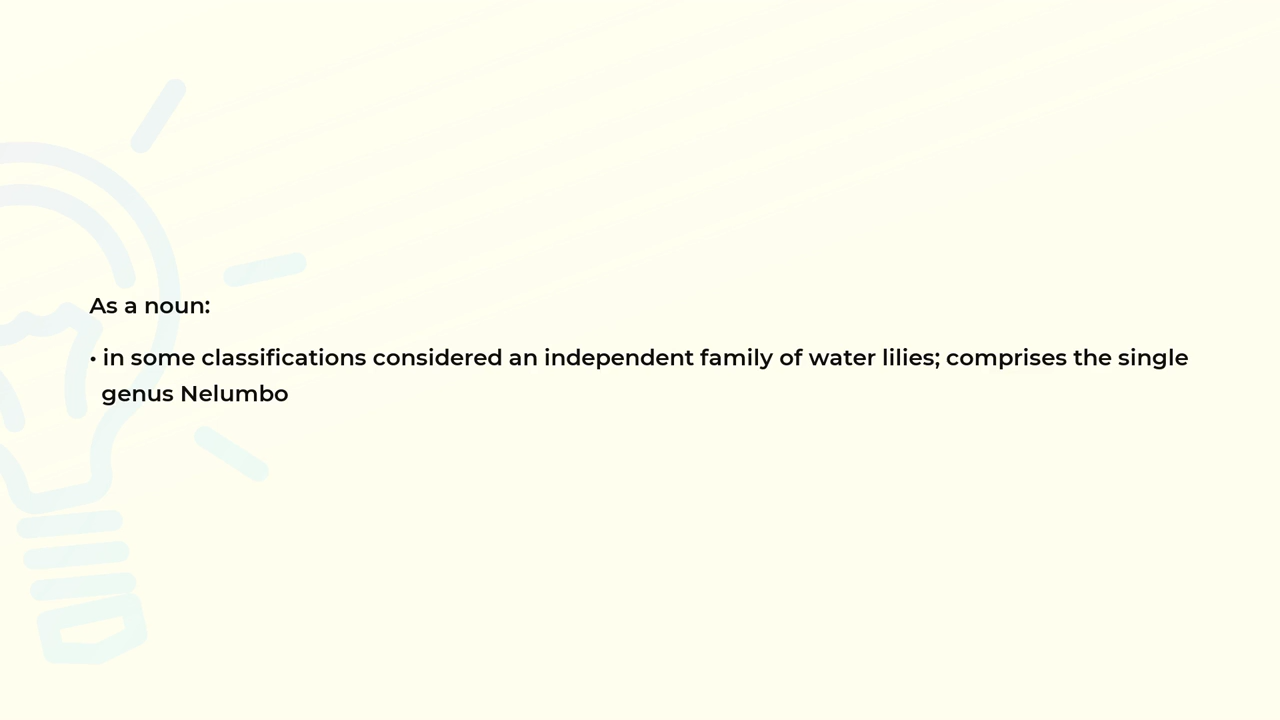 As a noun:
• in some classifications considered an independent family of water lilies; comprises the single
genus Nelumbo